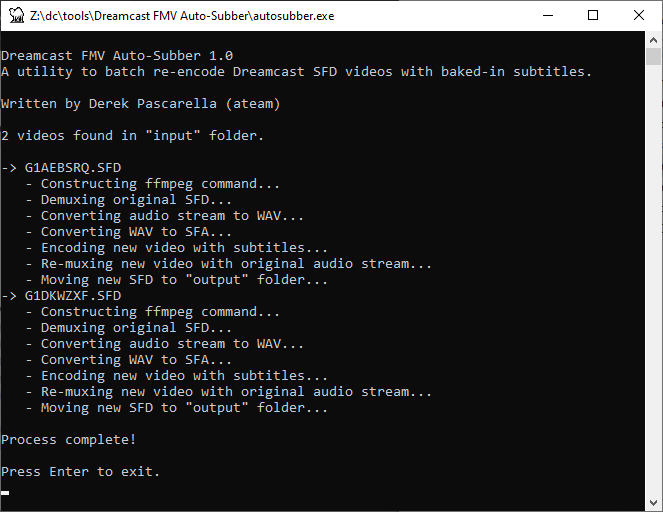 Z:\dc\tools\Dreamcast FMV Auto-Subber\autosubber.exe
Dreamcast FMV Auto-Subber 1.0
A utility to batch re-encode Dreamcast SFD videos with baked-in subtitles.
Written by Derek Pascarella (ateam)
2 videos found in "input" folder.
-> G1AEBSRQ.SFD
- Constructing ffmpeg command...
- Demuxing original SFD...
- Converting audio stream to WAV...
- Converting WAV to SFA...
- Encoding new video with subtitles...
- Re-muxing new video with original audio stream...
- Moving new SFD to "output" folder...
-> G1DKWZXF.SFD
- Constructing ffmpeg command...
- Demuxing original SFD...
- Converting audio stream to WAV...
- Converting WAV to SFA...
- Encoding new video with subtitles...
- Re-muxing new video with original audio stream...
- Moving new SFD to "output" folder...
Process complete!
Press Enter to exit.